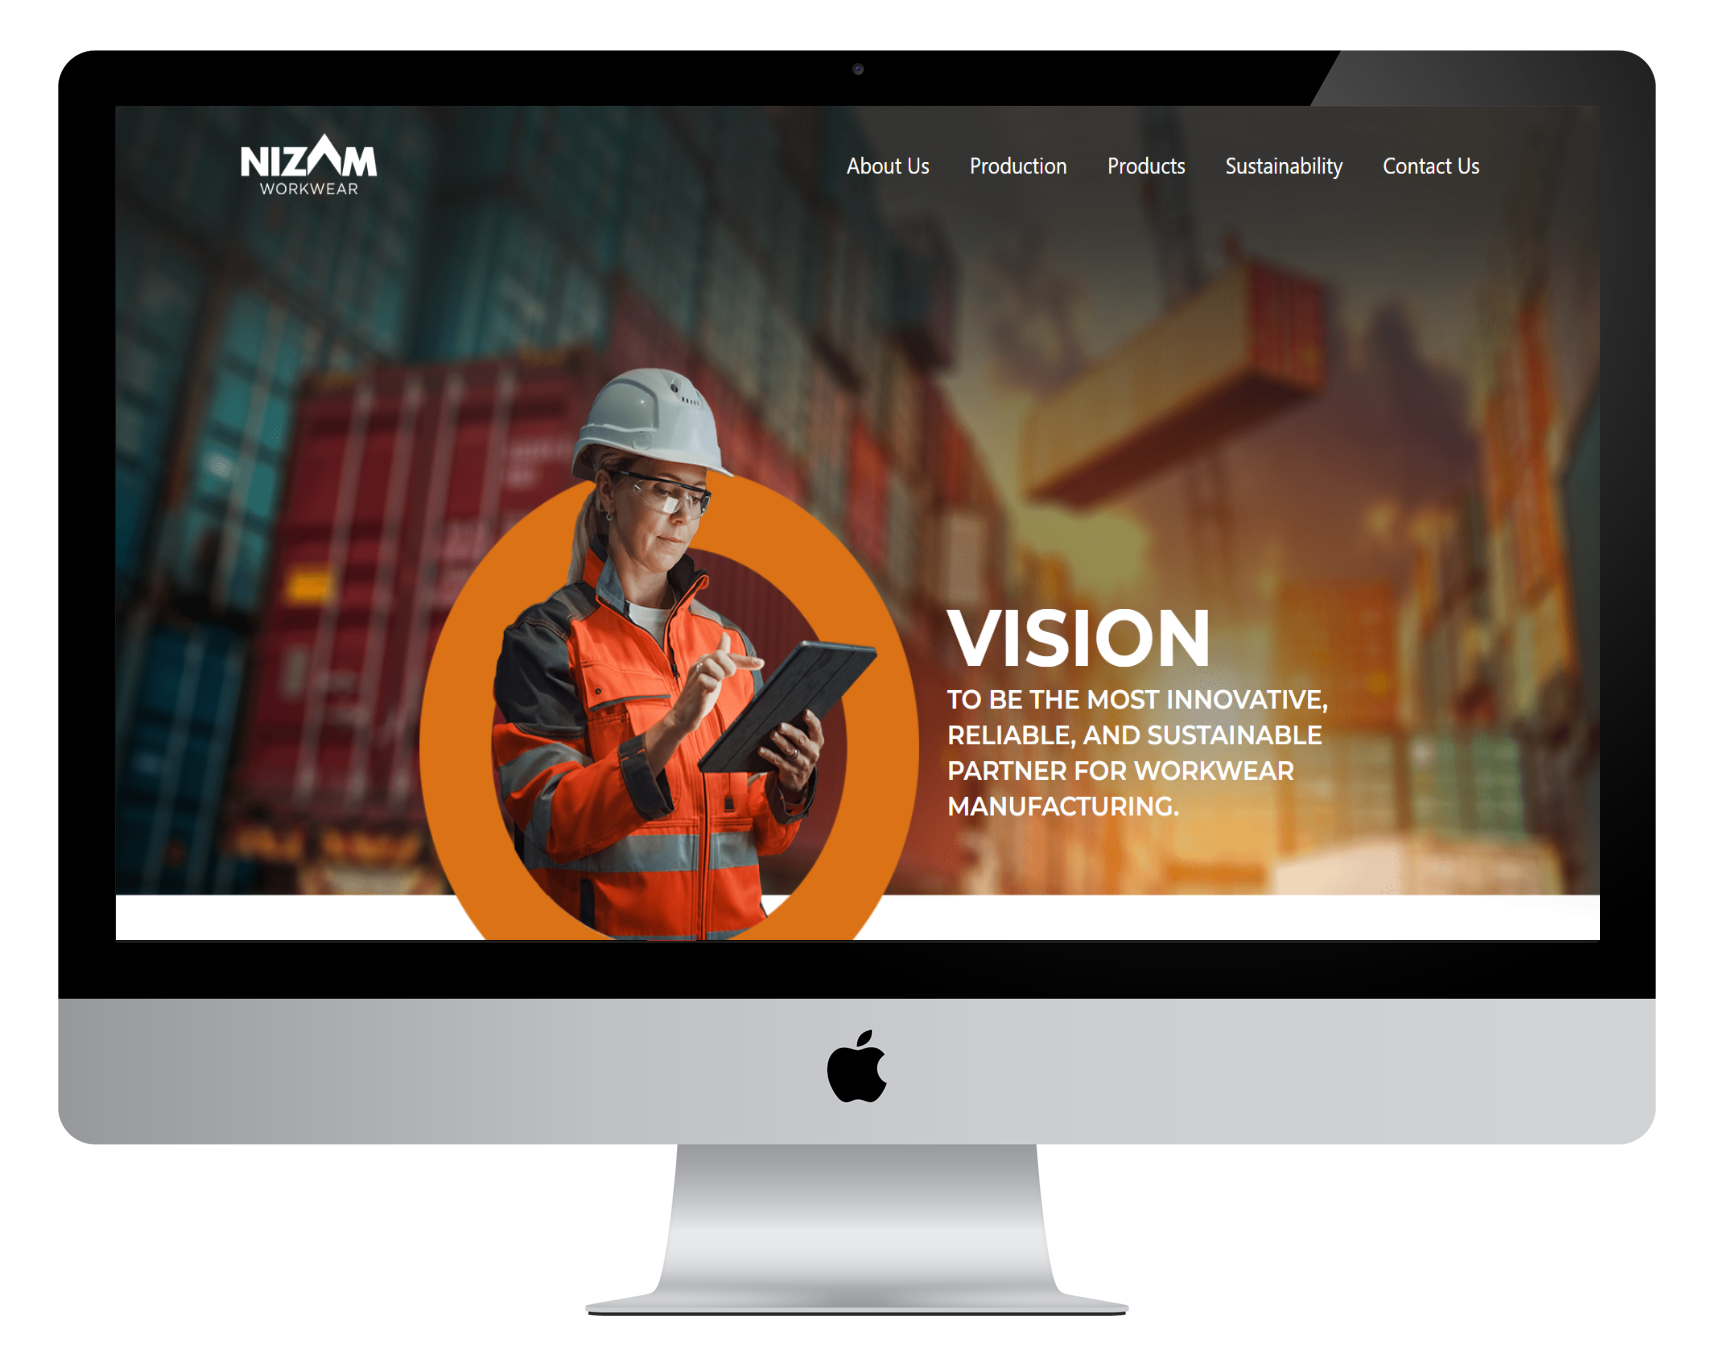 NIZAM
WORKWEAR
About Us Production Products Sustainability Contact Us
VISION
TO BE THE MOST INNOVATIVE,
RELIABLE, AND SUSTAINABLE
PARTNER FOR WORKWEAR
MANUFACTURING.